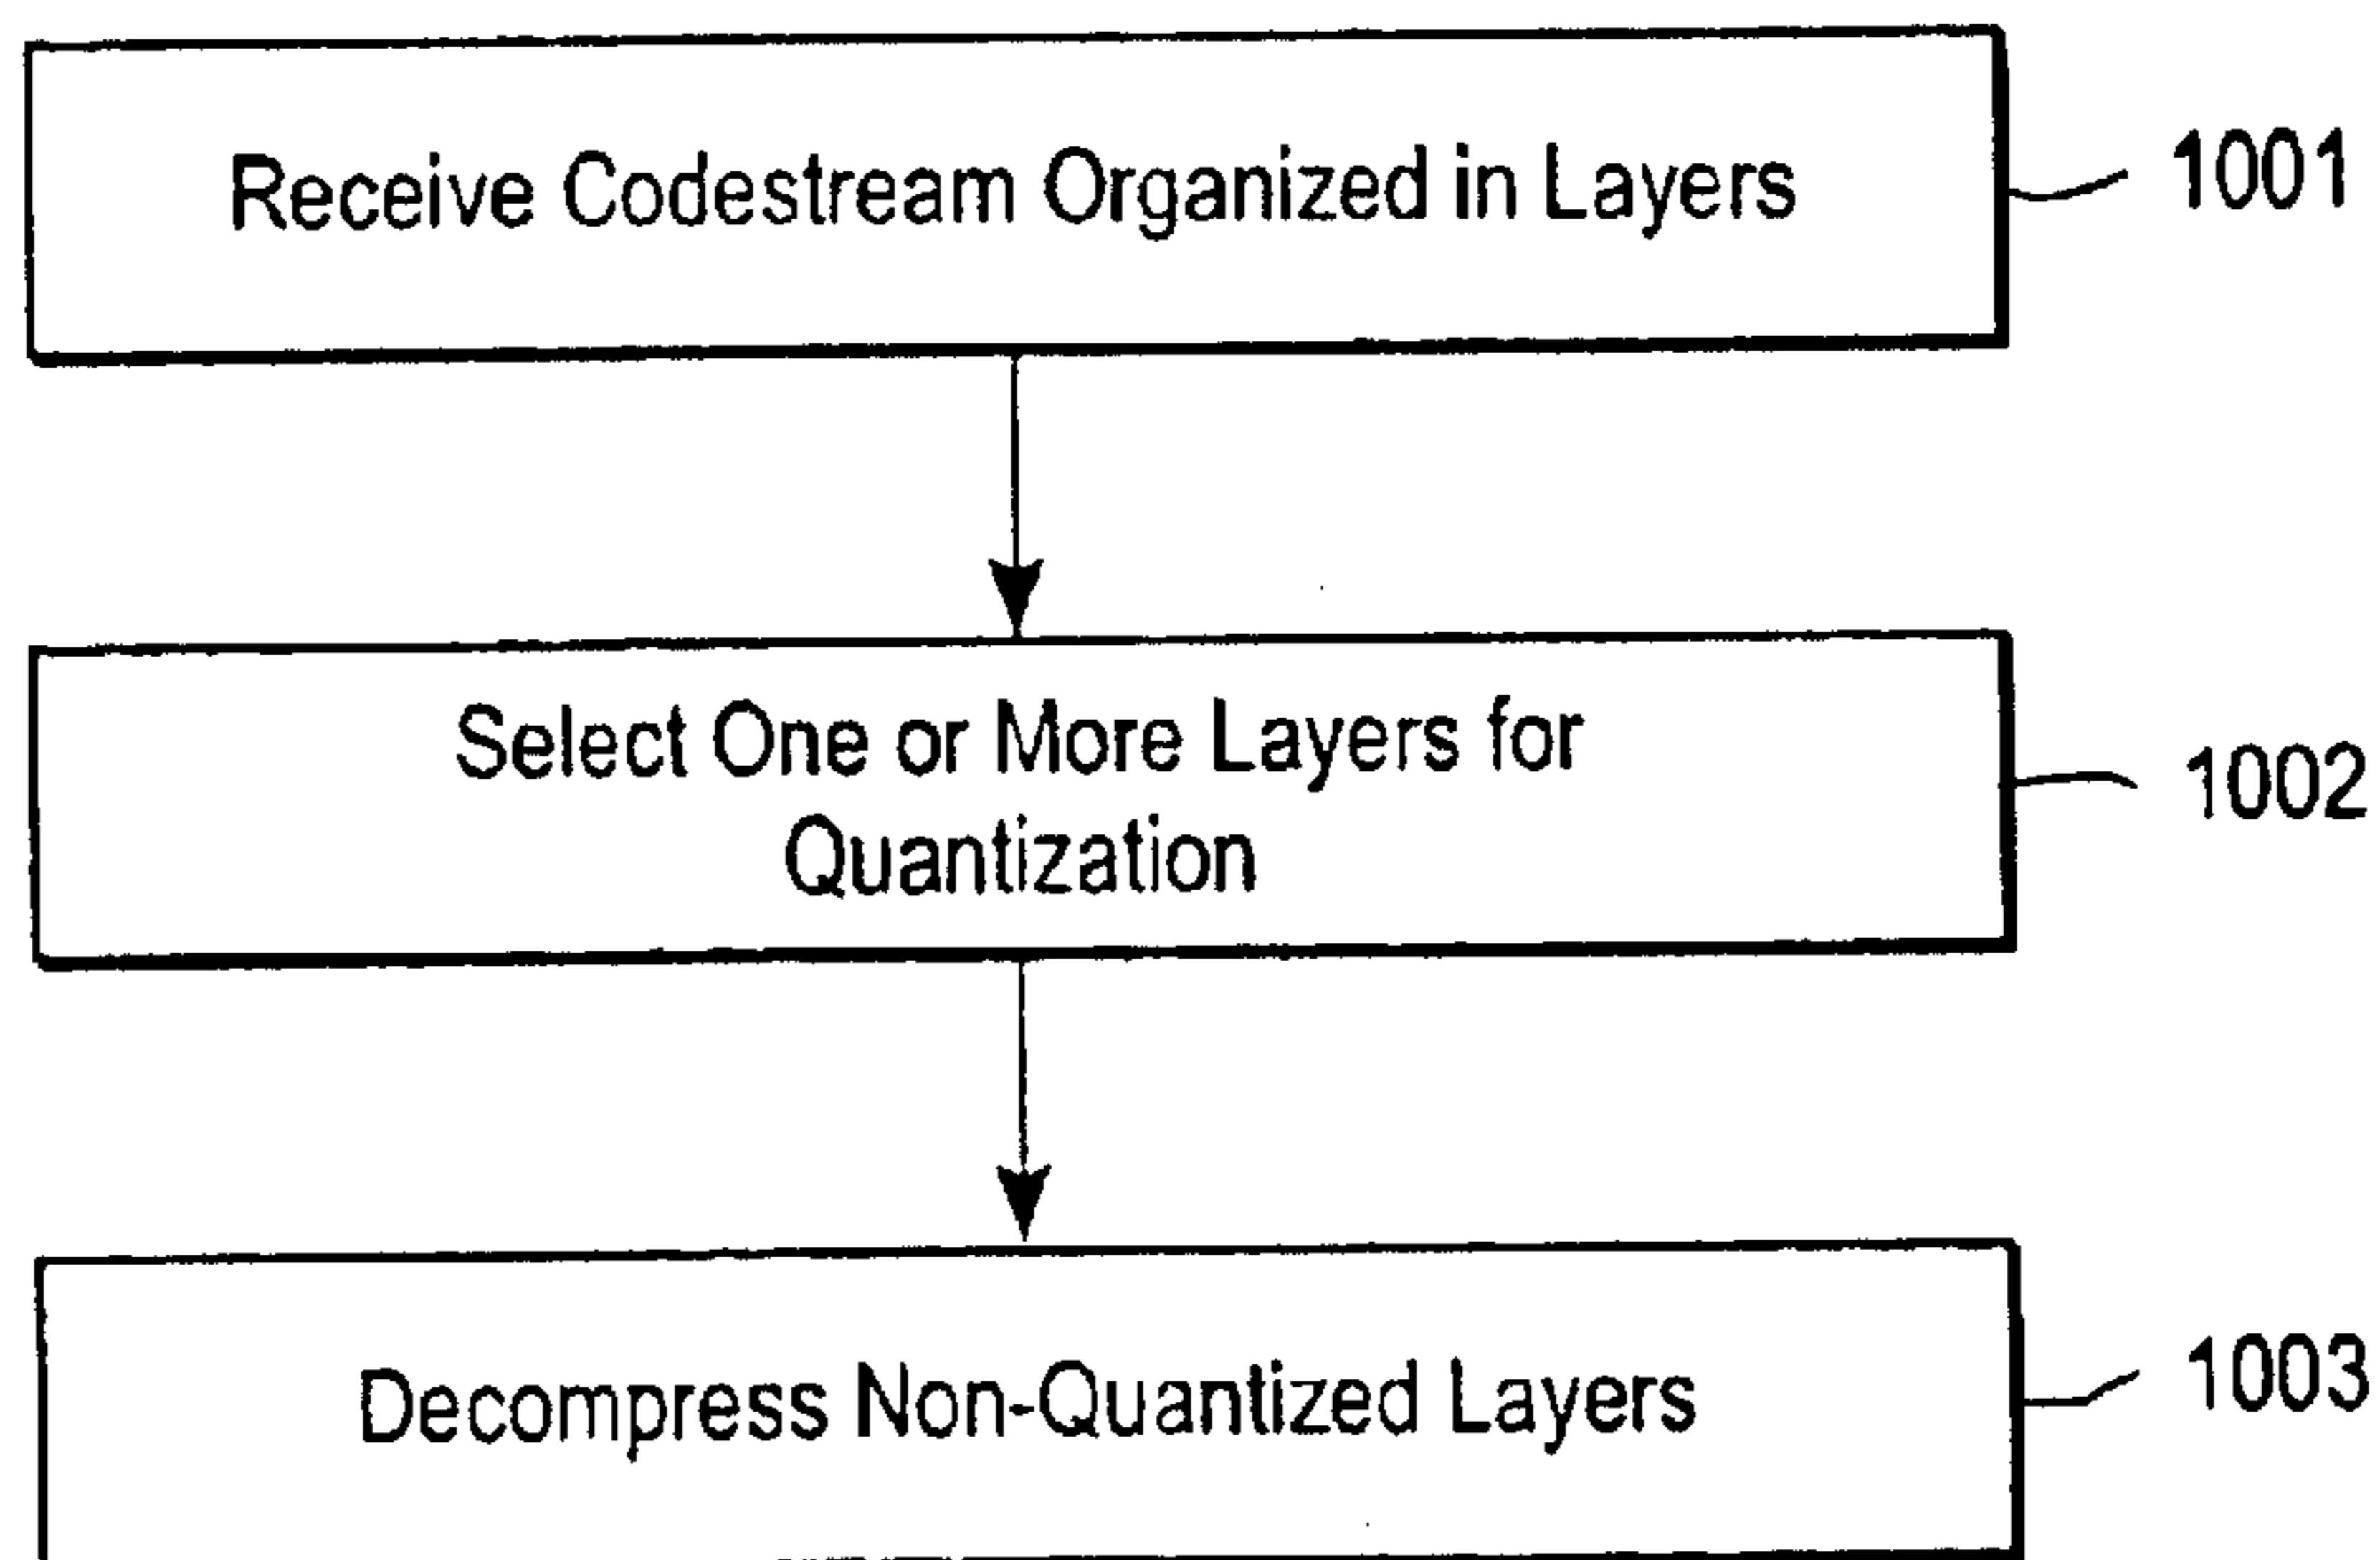 Receive Codestream Organized in Layers
1001
Select One or More Layers for
Quantization
1002
Decompress Non-Quantized Layers
1003